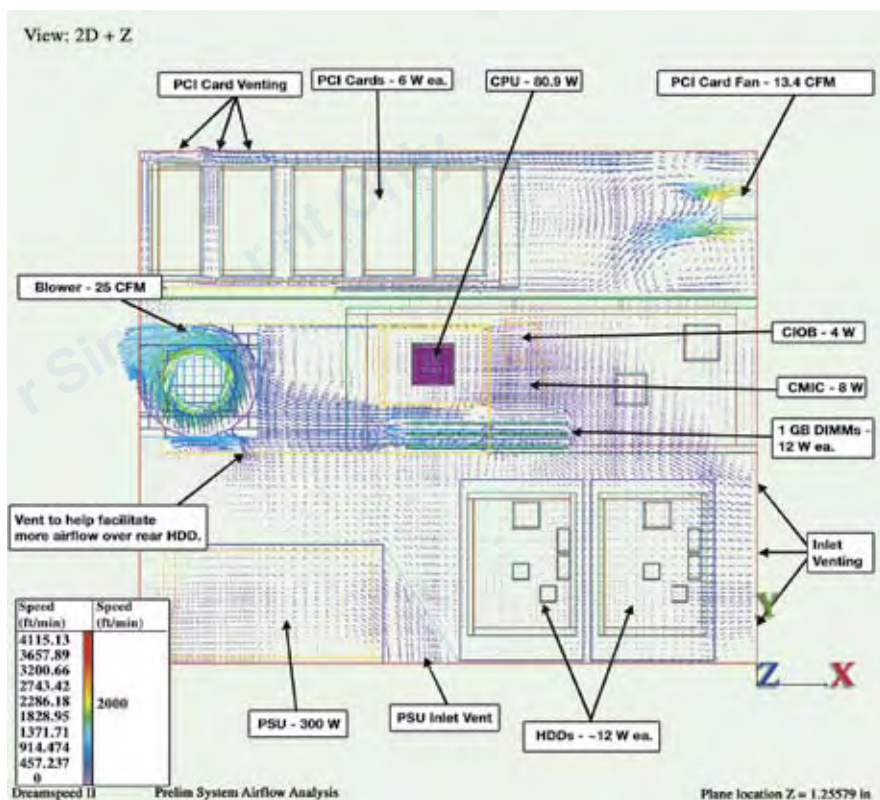 View: 2D + Z
PCI Card Venting
PCI Cards - 6 W ea.
CPU - 80.9 W
PCI Card Fan - 13.4 CFM
Blower - 25 CFM
CIOB - 4 W
CMIC - 8 W
1 GB DIMMs -
12 W ea.
Vent to help facilitate
more airflow over rear HDD.
Inlet
Venting
Speed
(ft/min)
Speed
(ft/min)
4115.13
3657.89
3200.66
2743.42
2286.18
2000
1828.95
1371.71
914.474
457.237
0
Y
Z
X
PSU - 300 W
PSU Inlet Vent
HDDs - ~12 W ea.
Dreamspeed II
Prelim System Airflow Analysis
Plane location Z = 1.25579 in